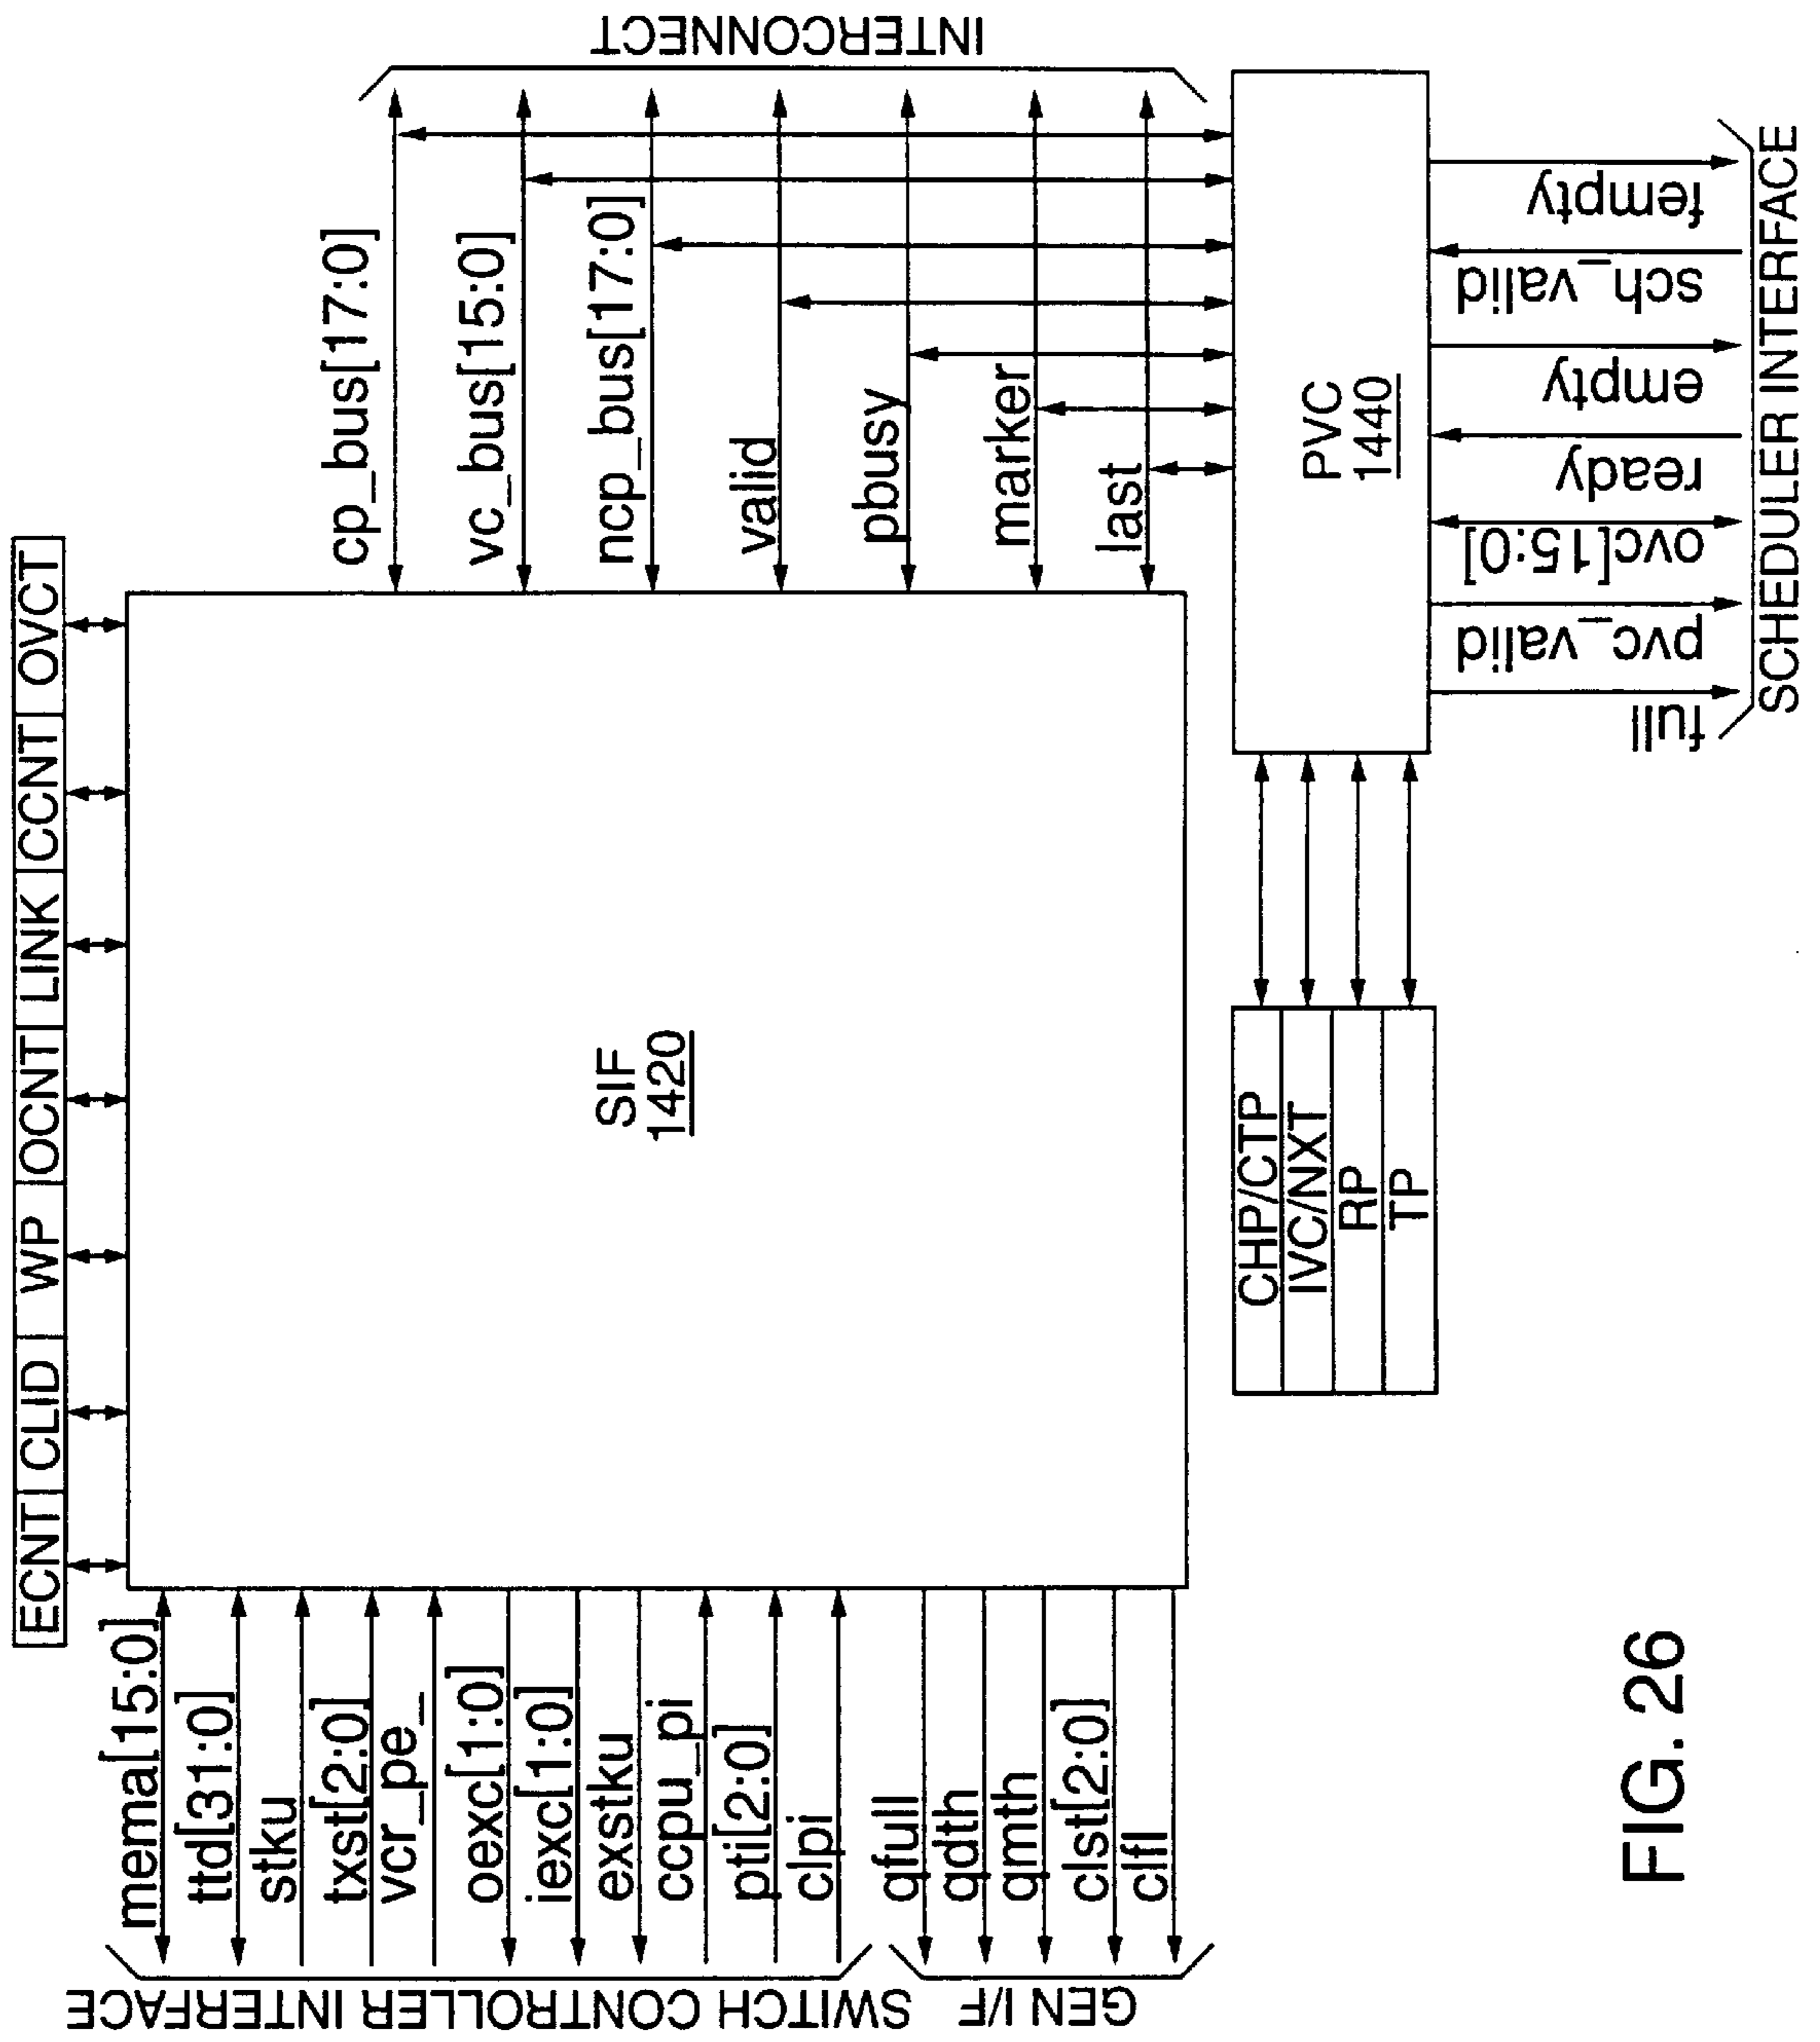 ECNT CLID WP OCNT LINK CCNT OVCT
SWITCH CONTROLLER INTERFACE
mema[15:0]
ttd[31:0]
stku
txst[2:0]
vcr_pe_
oexc[1:0]
iexc[1:0]
exstku
ccpu_pi
pti[2:0]
clpi
GEN I/F
qfull
qdth
qmth
clst[2:0]
clfl
SIF
1420
INTERCONNECT
cp_bus[17:0]
vc_bus[15:0]
ncp_bus[17:0]
valid
pbusy
marker
last
CHP/CTP
IVC/NXT
RP
TP
PVC
1440
full
pvc_valid
ovc[15:0]
ready
empty
sch_valid
fempty
SCHEDULER INTERFACE
FIG. 26